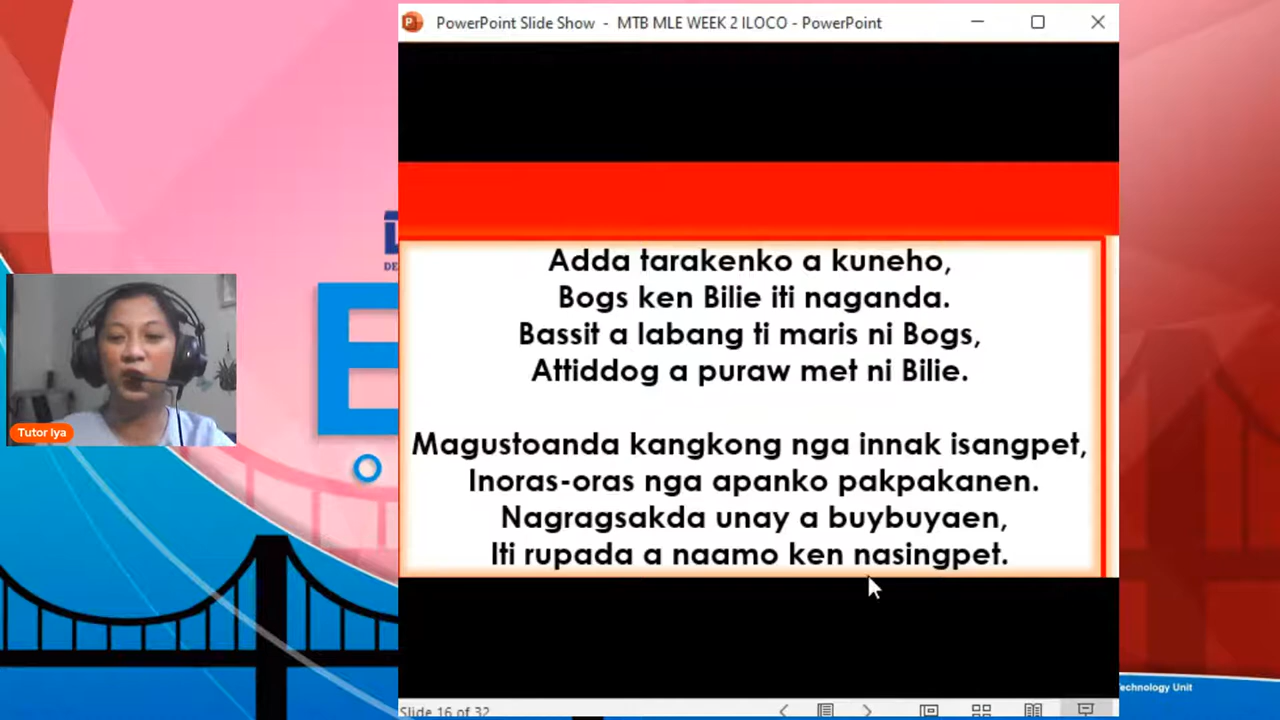 PowerPoint Slide Show - MTB MLE WEEK 2 ILOCO - PowerPoint
Adda tarakenko a kuneho,
Bogs ken Bilie iti naganda.
Bassit a labang ti maris ni Bogs,
Attiddog a puraw met ni Bilie.
Magustoanda kangkong nga innak isangpet,
Inoras-oras nga apanko pakpakanen.
Nagragsakda unay a buybuyaen,
Iti rupada a naamo ken nasingpet.
Tutor Iya
E
Technology Unit
Slide 16 of 32